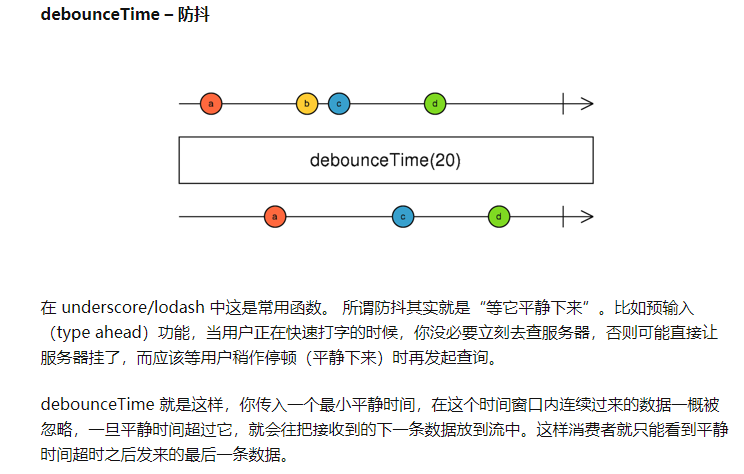 debounceTime – 防抖
a b c d
debounceTime(20)
a c d
在 underscore/lodash 中这是常用函数。 所谓防抖其实就是“等它平静下来”。比如预输入
（type ahead）功能，当用户正在快速打字的时候，你没必要立刻去查服务器，否则可能直接让
服务器挂了，而应该等用户稍作停顿（平静下来）时再发起查询。
debounceTime 就是这样，你传入一个最小平静时间，在这个时间窗口内连续过来的数据一概被
忽略，一旦平静时间超过它，就会往把接收到的下一条数据放到流中。这样消费者就只能看到平静
时间超时之后发来的最后一条数据。